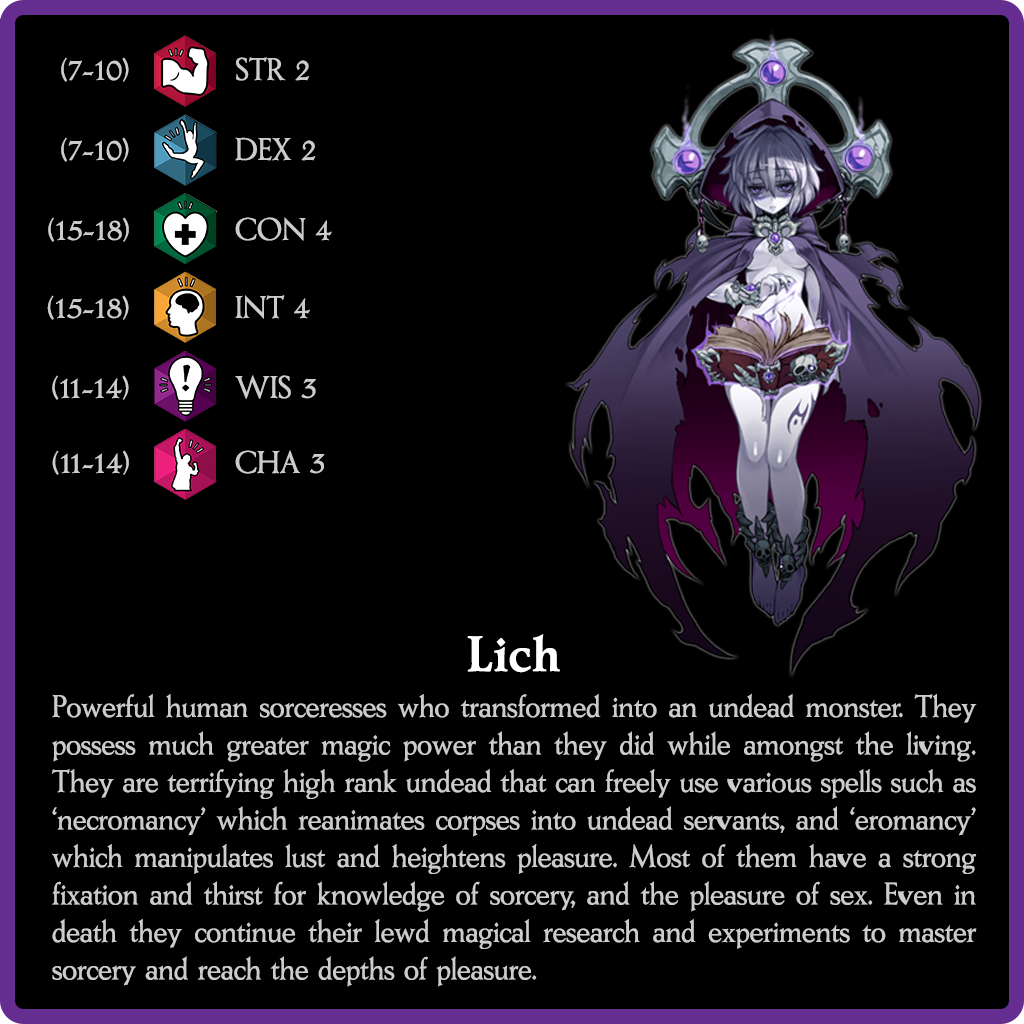 (7-10) STR 2
(7-10) DEX 2
(15-18) CON 4
(15-18) INT 4
(11-14) WIS 3
(11-14) CHA 3
Lich
Powerful human sorceresses who transformed into an undead monster. They
possess much greater magic power than they did while amongst the living.
They are terrifying high rank undead that can freely use various spells such as
‘necromancy’ which reanimates corpses into undead servants, and ‘eromancy’
which manipulates lust and heightens pleasure. Most of them have a strong
fixation and thirst for knowledge of sorcery, and the pleasure of sex. Even in
death they continue their lewd magical research and experiments to master
sorcery and reach the depths of pleasure.